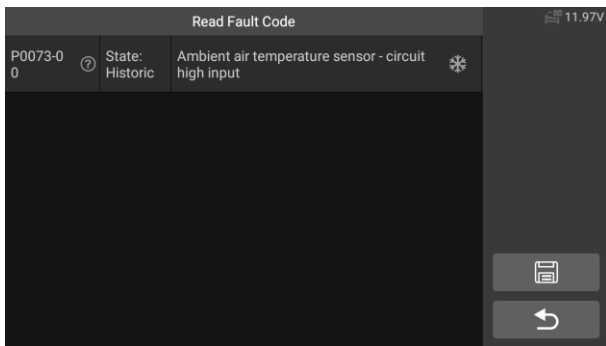 Read Fault Code
11.97V
P0073-0
0
?
State:
Historic
Ambient air temperature sensor - circuit
high input